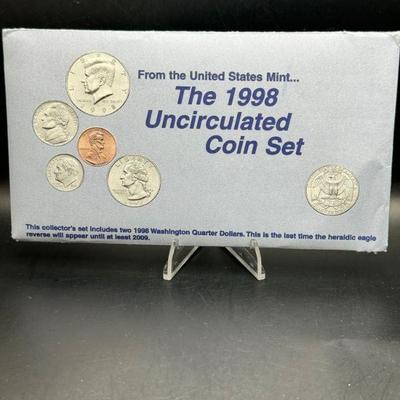 From the United States Mint...
The 1998
Uncirculated
Coin Set
This collector's set includes two 1998 Washington Quarter Dollars. This is the last time the heraldic eagle
reverse will appear until at least 2009.